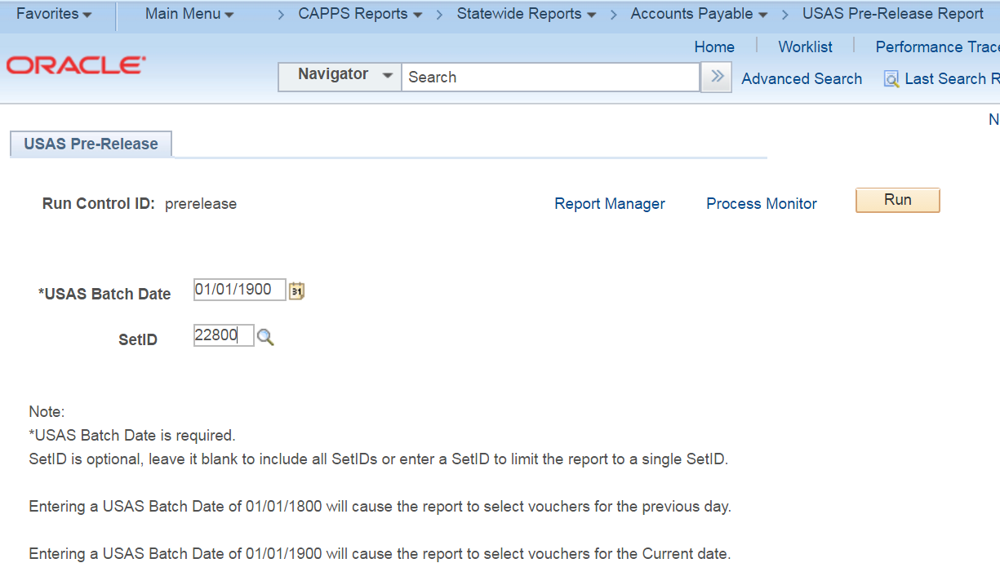 Favorites Main Menu > CAPPS Reports > Statewide Reports > Accounts Payable > USAS Pre-Release Report
Home Worklist Performance Trace
ORACLE
Navigator Search Advanced Search Last Search R
N
USAS Pre-Release
Run Control ID: prerelease Report Manager Process Monitor Run
*USAS Batch Date 01/01/1900 31
SetID 22800
Note:
*USAS Batch Date is required.
SetID is optional, leave it blank to include all SetIDs or enter a SetID to limit the report to a single SetID.
Entering a USAS Batch Date of 01/01/1800 will cause the report to select vouchers for the previous day.
Entering a USAS Batch Date of 01/01/1900 will cause the report to select vouchers for the Current date.